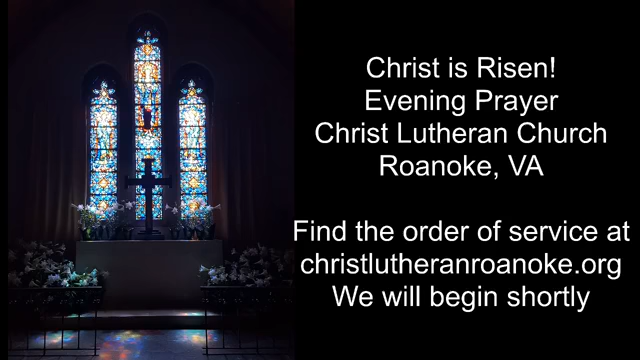 Christ is Risen!
Evening Prayer
Christ Lutheran Church
Roanoke, VA
Find the order of service at
christlutheranroanoke.org
We will begin shortly